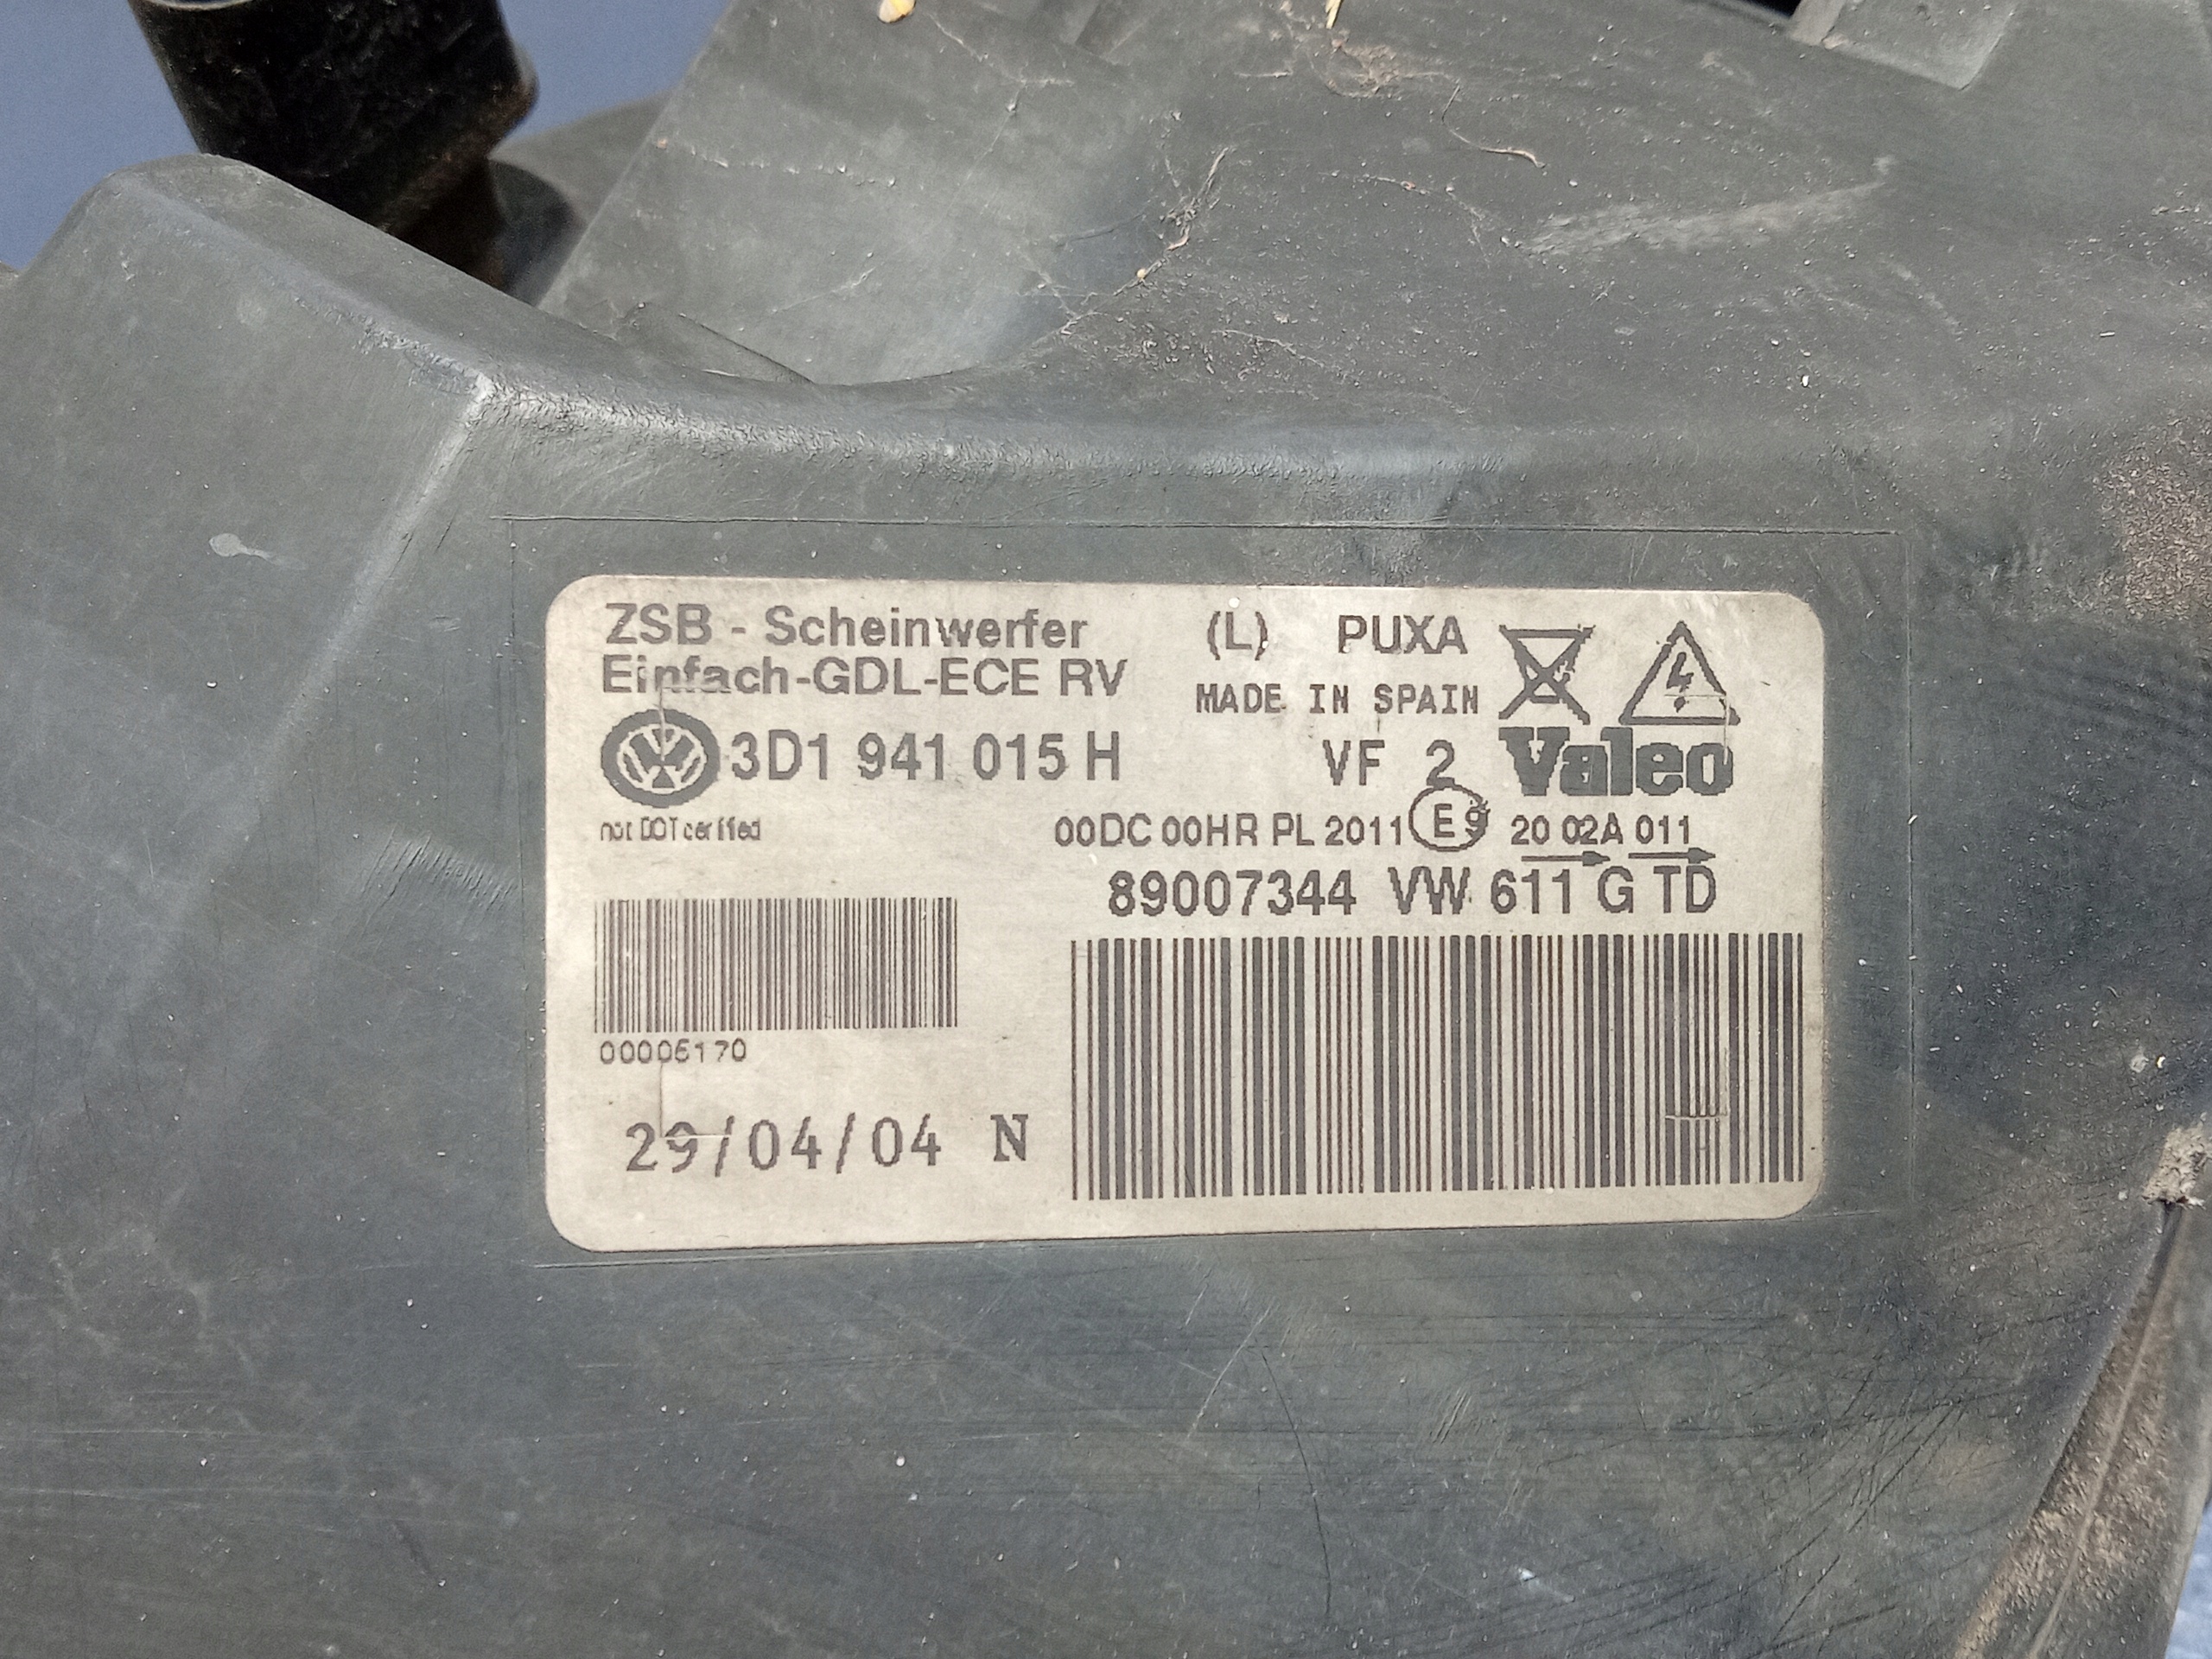 ZSB - Scheinwerfer (L) PUXA
Einfach-GDL-ECE RV MADE IN SPAIN
3D1 941 015 H VF 2 Valeo
not DOT certified 00DC 00HR PL 2011 E9 20 02A 011
89007344 VW 611 G TD
00005170
29/04/04 N